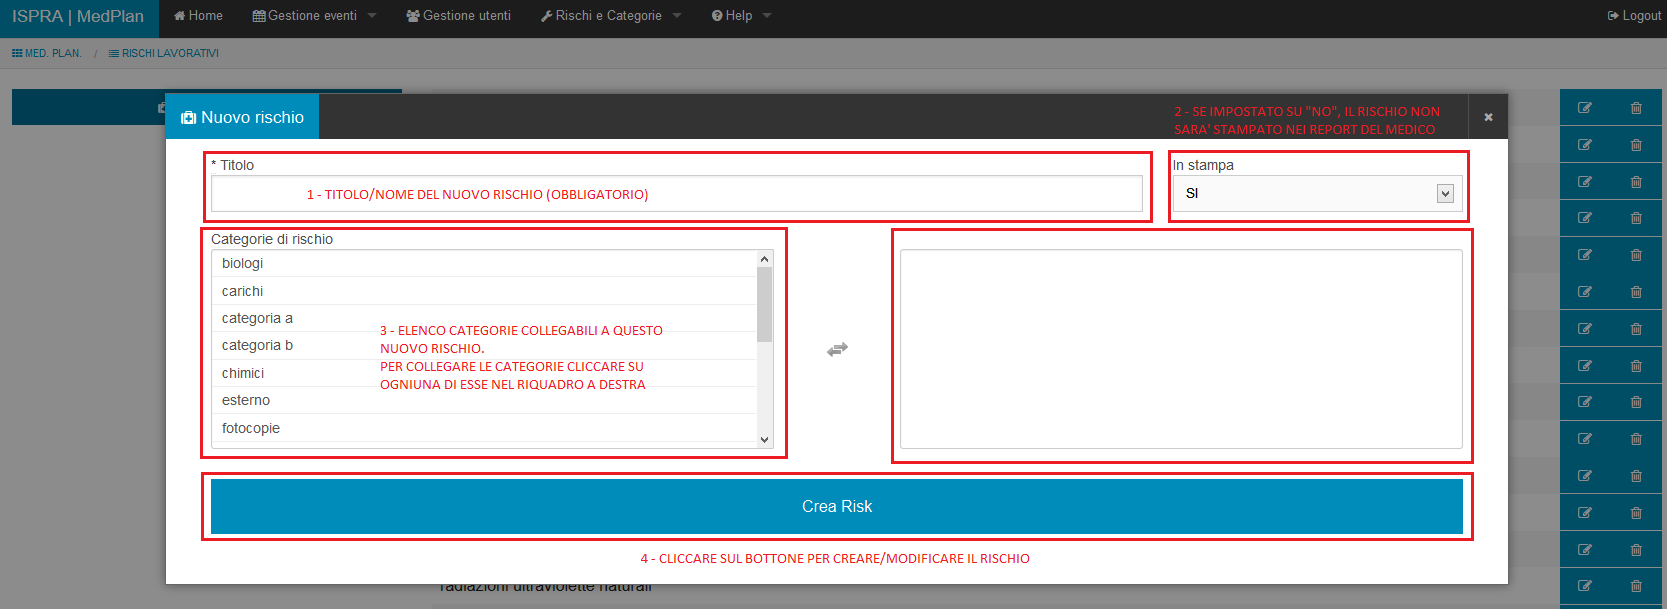 ISPRA | MedPlan
Home
Gestione eventi
Gestione utenti
Rischi e Categorie
Help
Logout
MED. PLAN. / RISCHI LAVORATIVI
Nuovo rischio
2 - SE IMPOSTATO SU "NO", IL RISCHIO NON
SARA' STAMPATO NEI REPORT DEL MEDICO
* Titolo
1 - TITOLO/NOME DEL NUOVO RISCHIO (OBBLIGATORIO)
In stampa
SI
Categorie di rischio
biologi
carichi
categoria a
categoria b
chimici
esterno
fotocopie
3 - ELENCO CATEGORIE COLLEGABILI A QUESTO
NUOVO RISCHIO.
PER COLLEGARE LE CATEGORIE CLICCARE SU
OGNIUNA DI ESSE NEL RIQUADRO A DESTRA
Crea Risk
4 - CLICCARE SUL BOTTONE PER CREARE/MODIFICARE IL RISCHIO
radiazioni ultraviolette naturali